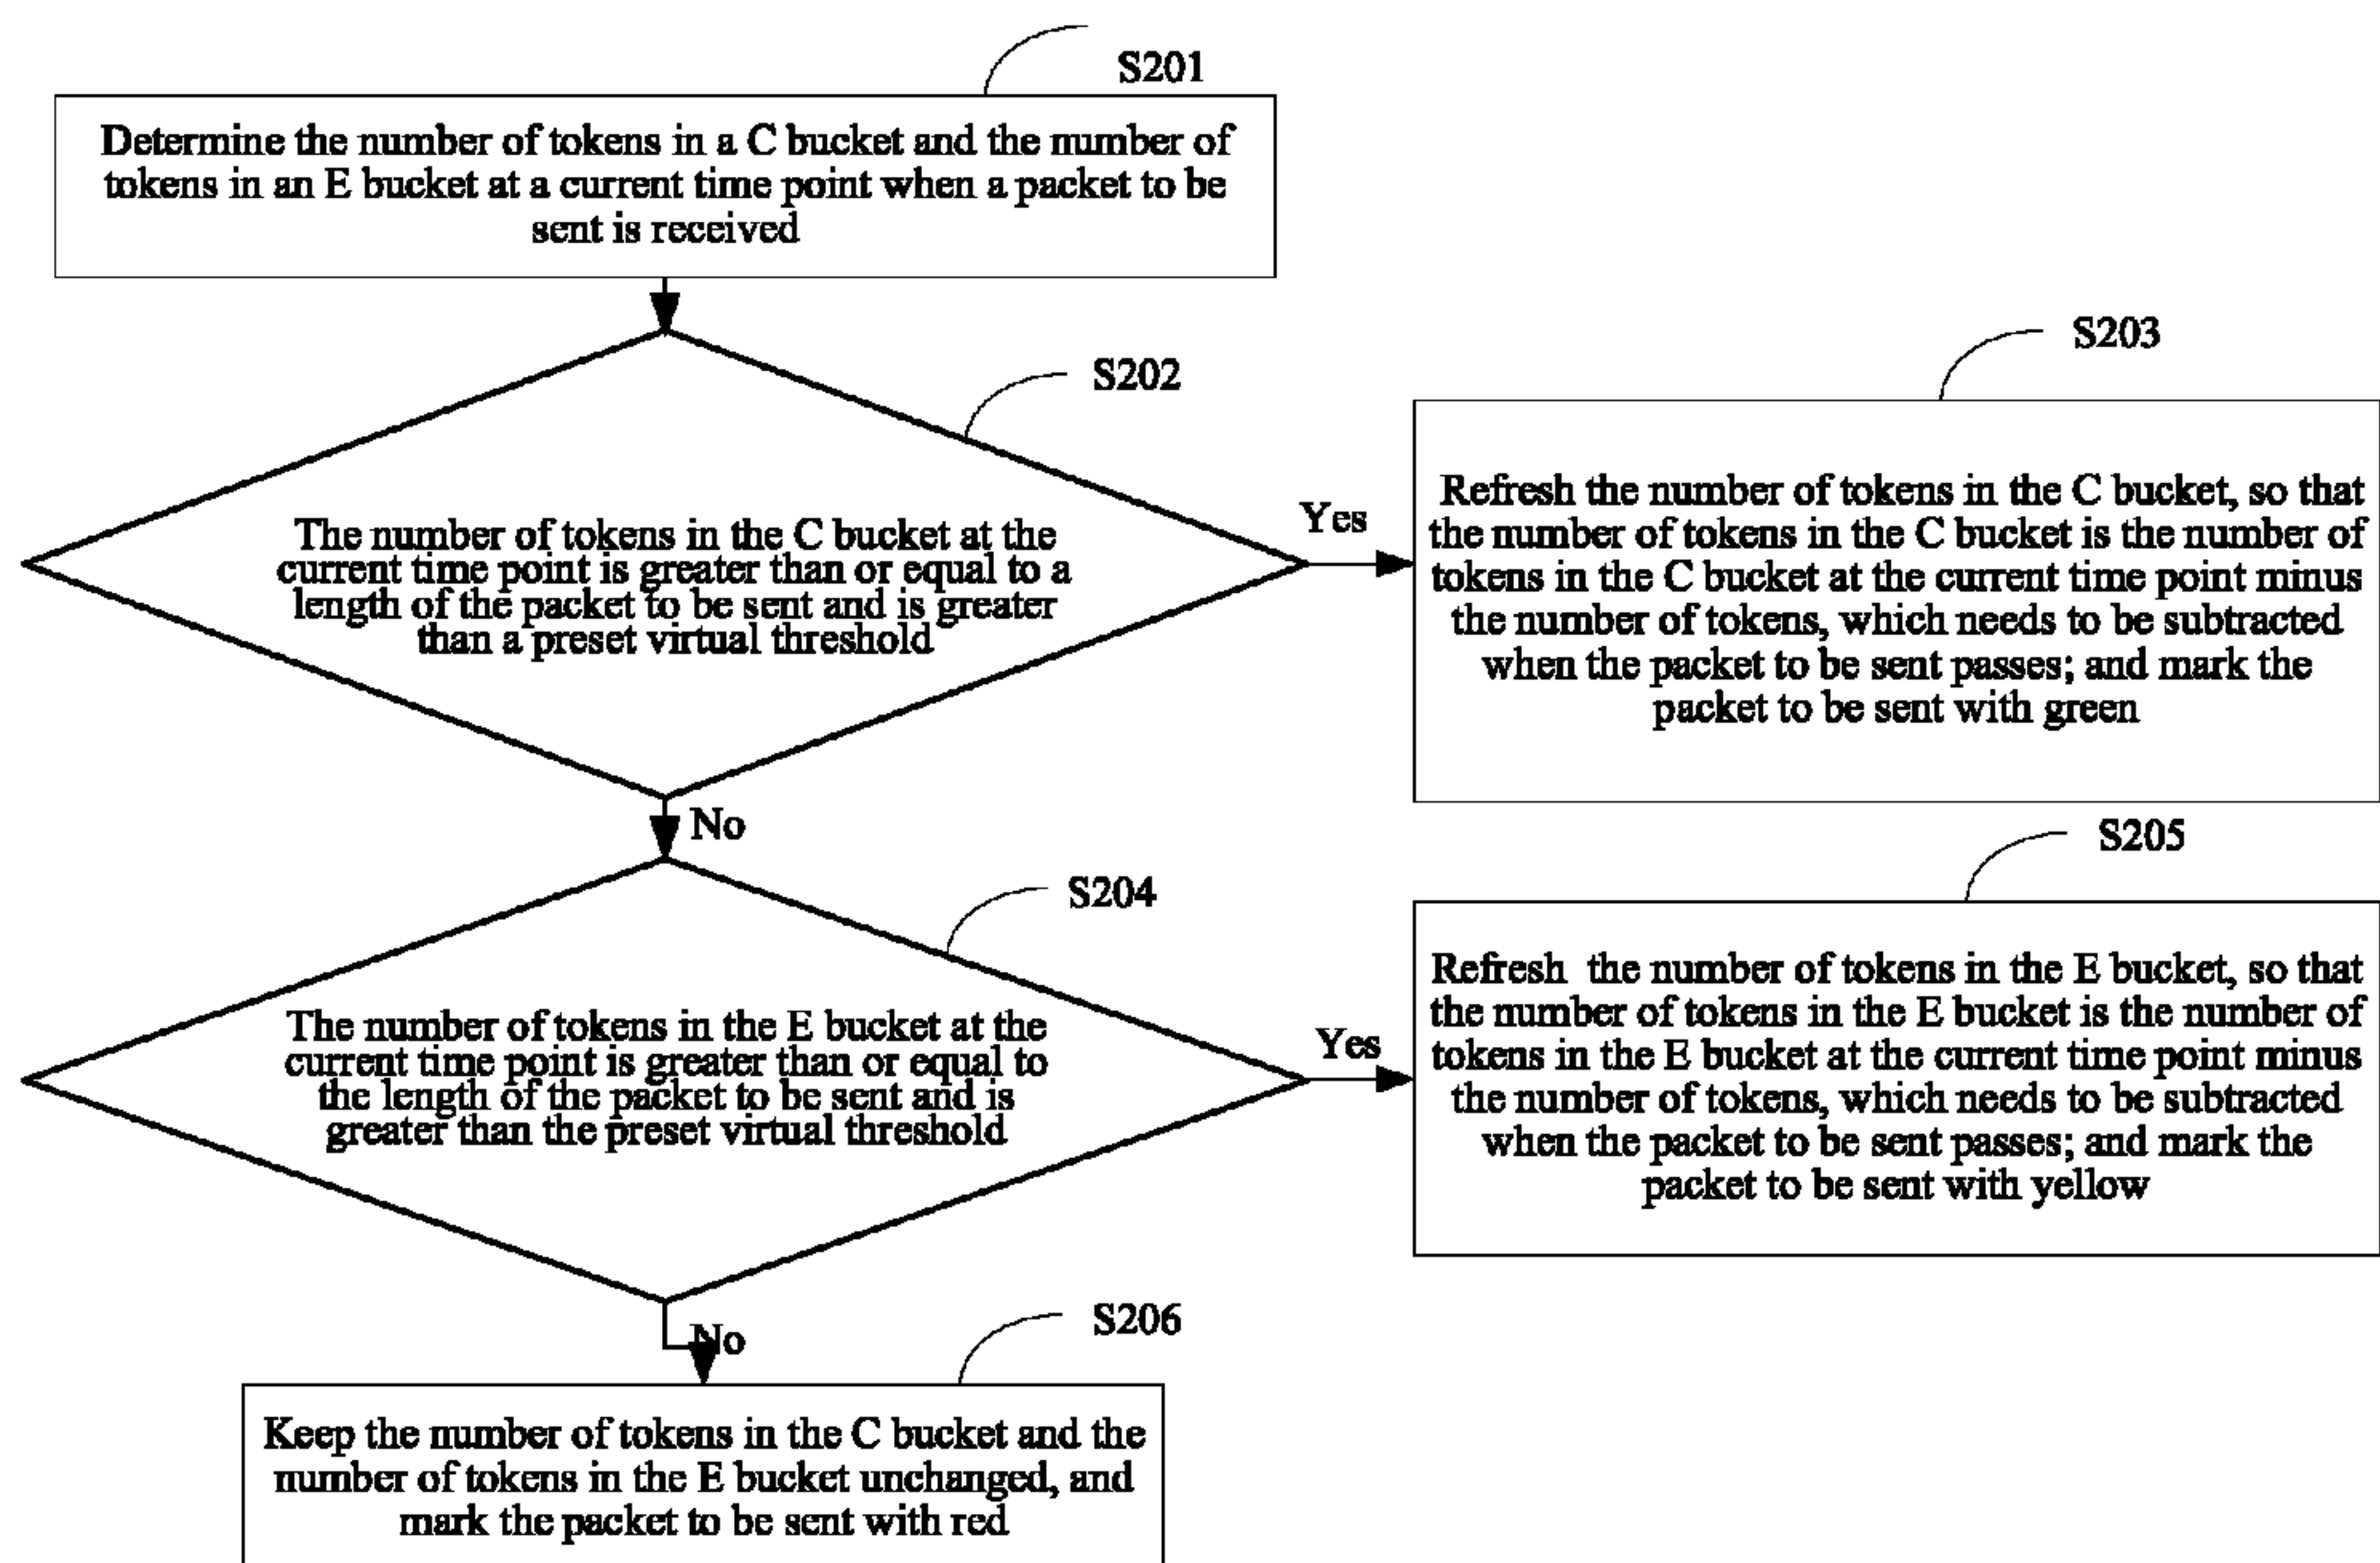 S201
Determine the number of tokens in a C bucket and the number of
tokens in an E bucket at a current time point when a packet to be
sent is received
S202
The number of tokens in the C bucket at the
current time point is greater than or equal to a
length of the packet to be sent and is greater
than a preset virtual threshold
Yes
S203
Refresh the number of tokens in the C bucket, so that
the number of tokens in the C bucket is the number of
tokens in the C bucket at the current time point minus
the number of tokens, which needs to be subtracted
when the packet to be sent passes; and mark the
packet to be sent with green
No
S204
The number of tokens in the E bucket at the
current time point is greater than or equal to
the length of the packet to be sent and is
greater than the preset virtual threshold
Yes
S205
Refresh the number of tokens in the E bucket, so that
the number of tokens in the E bucket is the number of
tokens in the E bucket at the current time point minus
the number of tokens, which needs to be subtracted
when the packet to be sent passes; and mark the
packet to be sent with yellow
No
S206
Keep the number of tokens in the C bucket and the
number of tokens in the E bucket unchanged, and
mark the packet to be sent with red